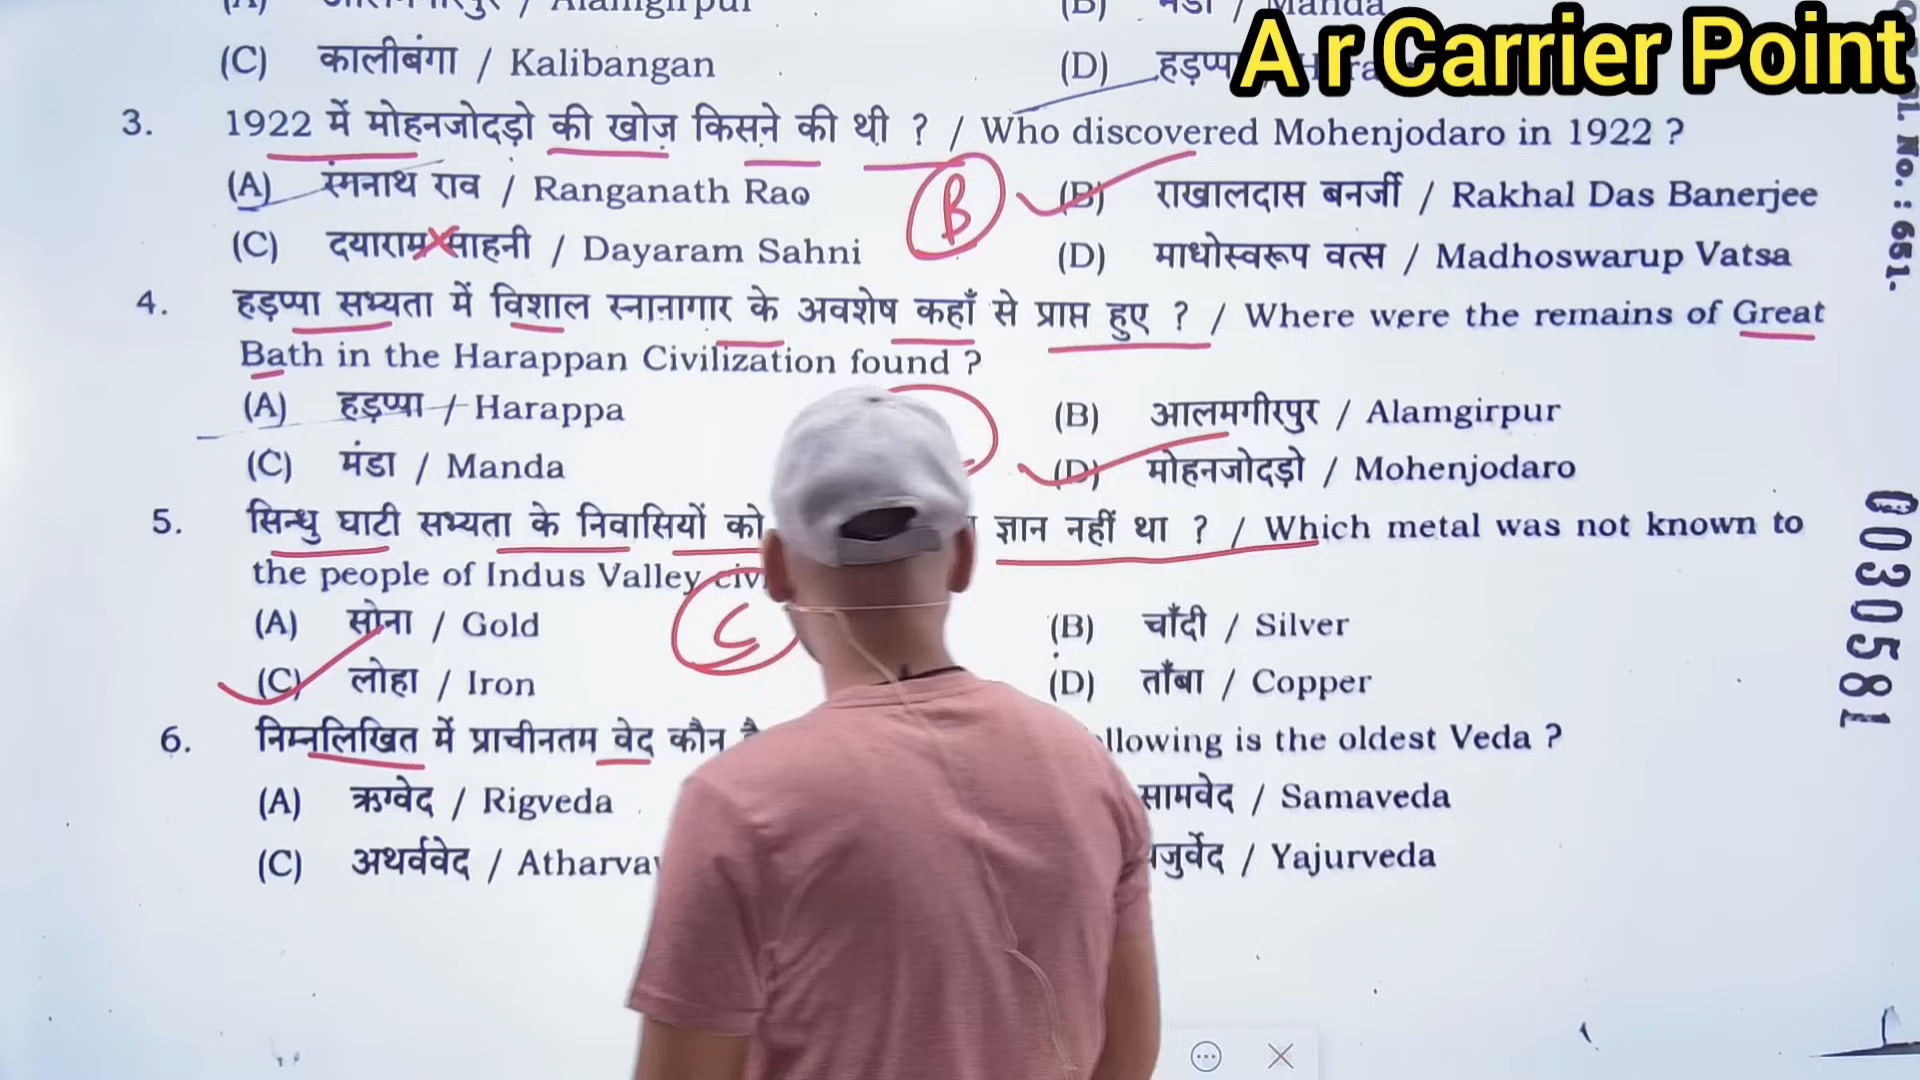 A r Carrier Point
(C) कालीबंगा / Kalibangan (D)
3. 1922 में मोहनजोदड़ो की खोज किसने की थी ? / Who discovered Mohenjodaro in 1922 ?
(A) रंगनाथ राव / Ranganath Rao (B) राखालदास बनर्जी / Rakhal Das Banerjee
B
(C) दयाराम साहनी / Dayaram Sahni (D) माधोस्वरूप वत्स / Madhoswarup Vatsa
4. हड़प्पा सभ्यता में विशाल स्नानागार के अवशेष कहाँ से प्राप्त हुए ? / Where were the remains of Great
Bath in the Harappan Civilization found ?
(A) हड़प्पा / Harappa (B) आलमगीरपुर / Alamgirpur
(C) मंडा / Manda (D) मोहनजोदड़ो / Mohenjodaro
5. सिन्धु घाटी सभ्यता के निवासियों को ज्ञान नहीं था ? / Which metal was not known to
the people of Indus Valley
(A) सोना / Gold (B) चाँदी / Silver
C
(C) लोहा / Iron (D) ताँबा / Copper
6. निम्नलिखित में प्राचीनतम वेद कौन is the oldest Veda ?
(A) ऋग्वेद / Rigveda सामवेद / Samaveda
(C) अथर्ववेद / / Yajurveda
No. : 651.
0030581